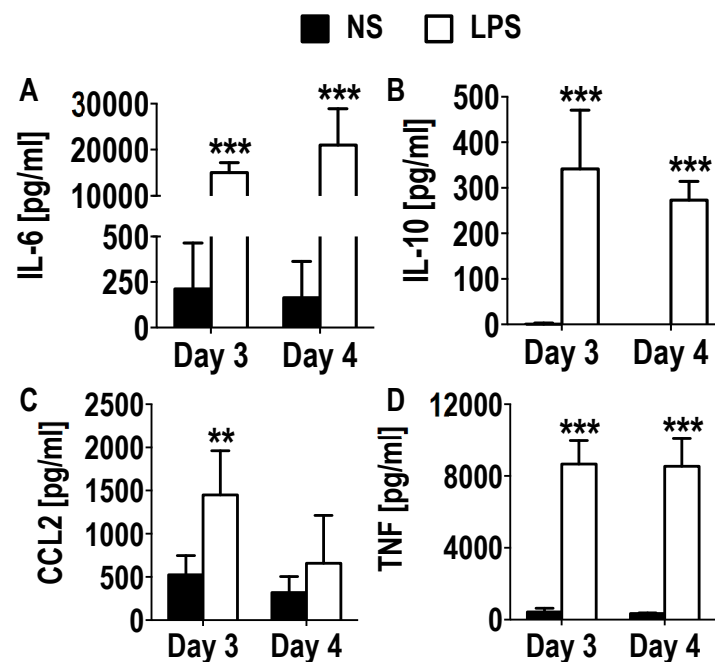 NS LPS
A
IL-6 [pg/ml]
30000
20000
10000
500
250
0
*** ***
Day 3 Day 4
B
IL-10 [pg/ml]
500
400
300
200
100
0
*** ***
Day 3 Day 4
C
CCL2 [pg/ml]
2500
2000
1500
1000
500
0
**
Day 3 Day 4
D
TNF [pg/ml]
12000
8000
4000
0
*** ***
Day 3 Day 4